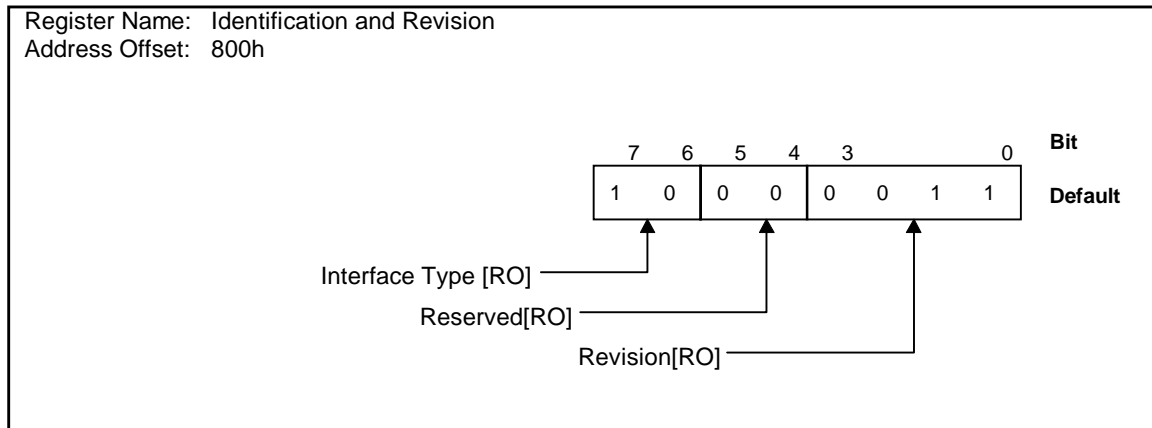 Register Name: Identification and Revision
Address Offset: 800h
7 6 5 4 3 0 Bit
1 0 0 0 0 0 1 1 Default
Interface Type [RO]
Reserved[RO]
Revision[RO]